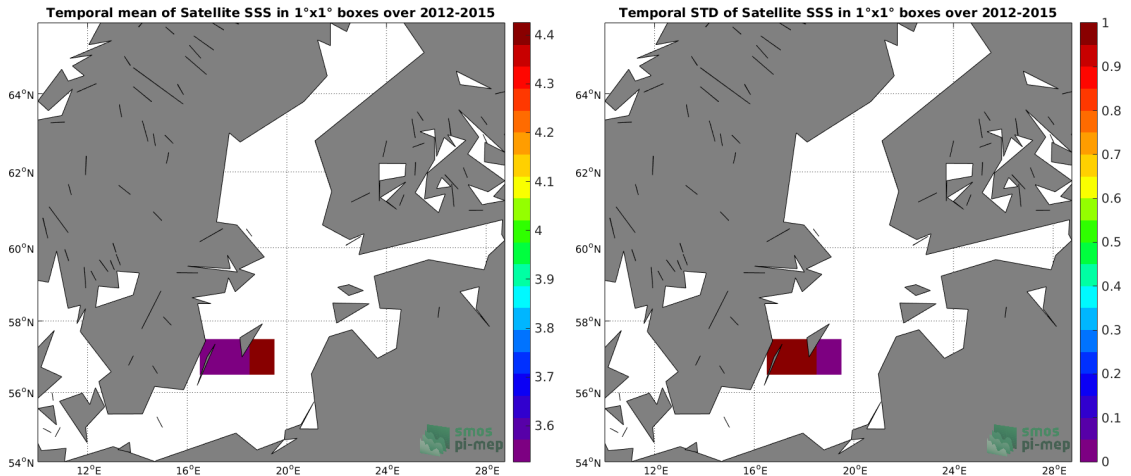 Temporal mean of Satellite SSS in 1°x1° boxes over 2012-2015
64°N
62°N
60°N
58°N
56°N
54°N
12°E
16°E
20°E
24°E
28°E
4.4
4.3
4.2
4.1
4
3.9
3.8
3.7
3.6
smos
pi-mep
Temporal STD of Satellite SSS in 1°x1° boxes over 2012-2015
64°N
62°N
60°N
58°N
56°N
54°N
12°E
16°E
20°E
24°E
28°E
1
0.9
0.8
0.7
0.6
0.5
0.4
0.3
0.2
0.1
0
smos
pi-mep